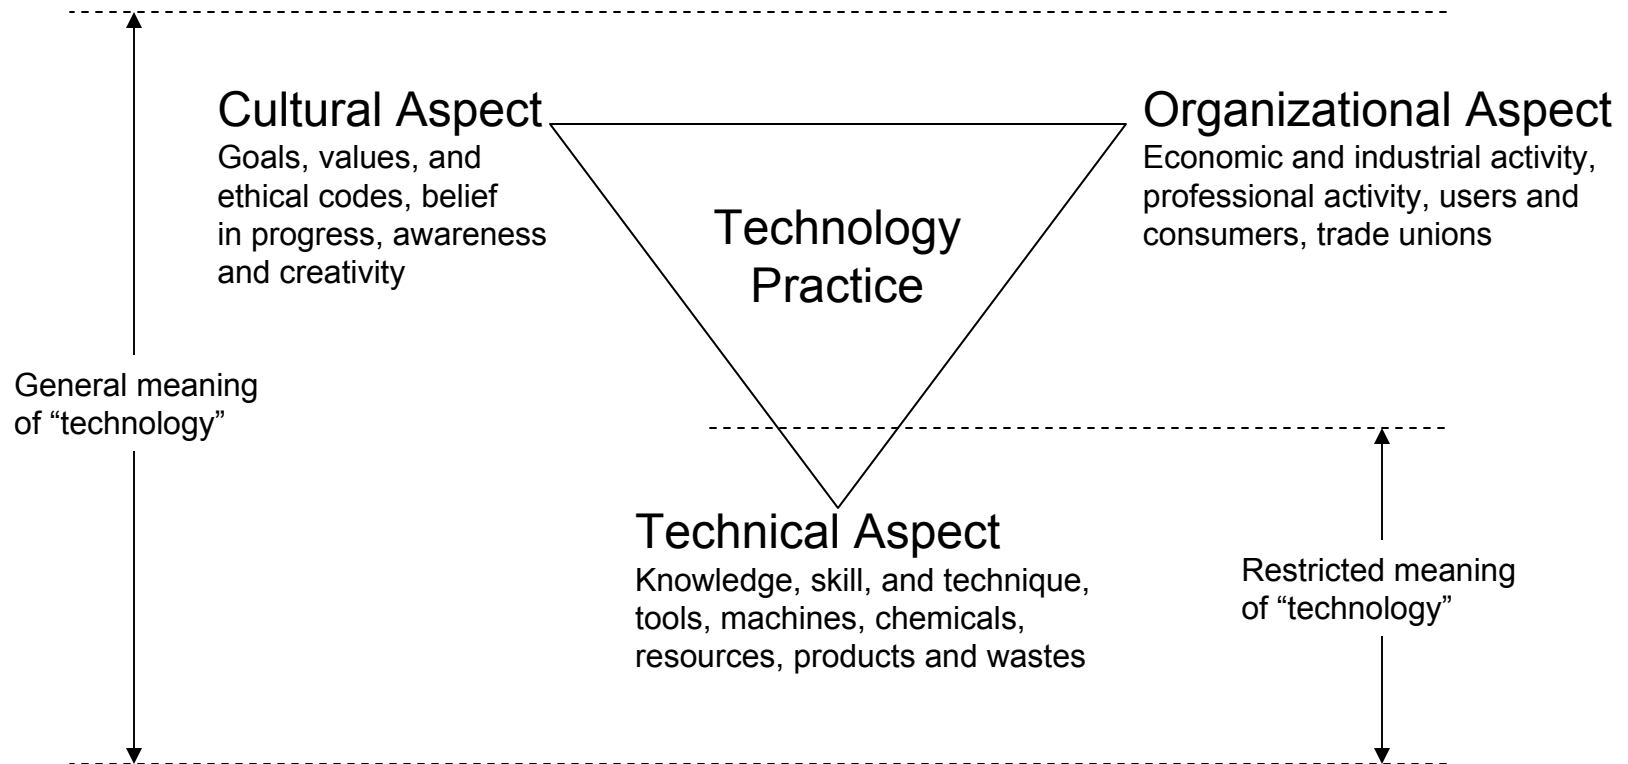 Cultural Aspect
Goals, values, and
ethical codes, belief
in progress, awareness
and creativity
Organizational Aspect
Economic and industrial activity,
professional activity, users and
consumers, trade unions
Technology
Practice
General meaning
of “technology”
Technical Aspect
Knowledge, skill, and technique,
tools, machines, chemicals,
resources, products and wastes
Restricted meaning
of “technology”